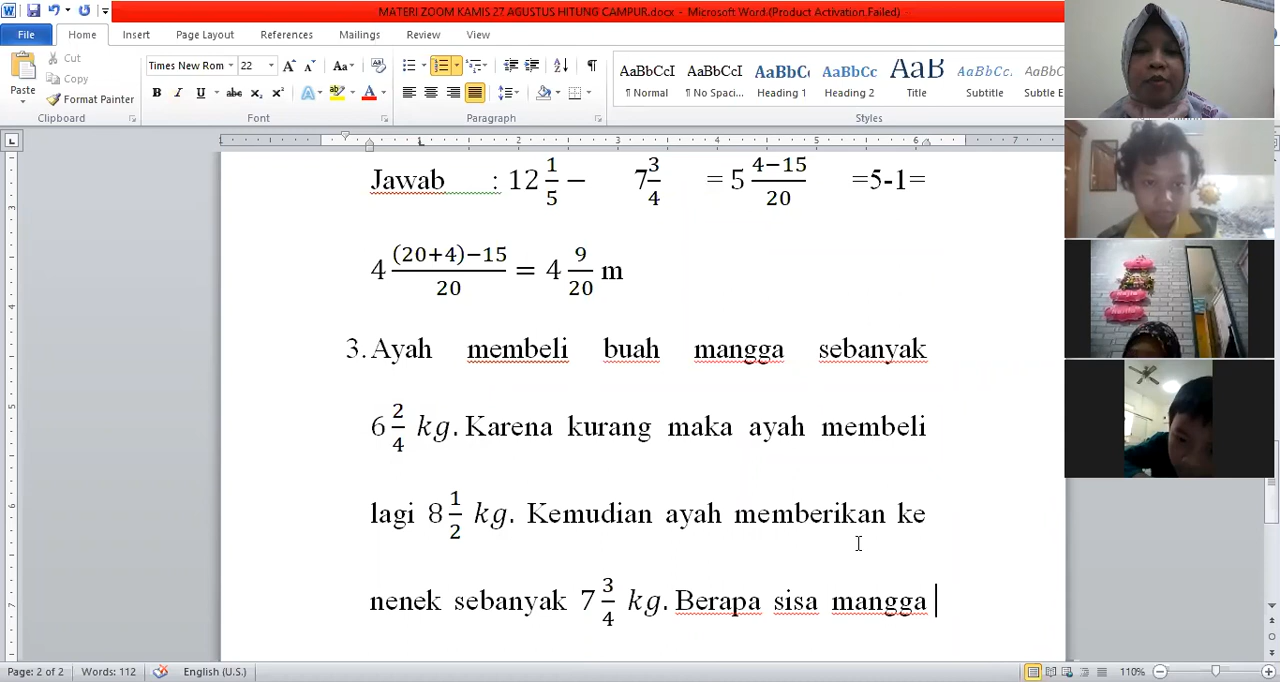 MATERI ZOOM KAMIS 27 AGUSTUS HITUNG CAMPUR.docx - Microsoft Word (Product Activation Failed)
File Home Insert Page Layout References Mailings Review View
Paste Cut Copy Format Painter
Times New Rom 22
AaBbCcI AaBbCcI AaBbCc AaBbCc AaB AaBbCc. AaBbCc
¶ Normal ¶ No Spaci... Heading 1 Heading 2 Title Subtitle Subtle E
Clipboard Font Paragraph Styles
Jawab : 12 1/5 – 7 3/4 = 5 4−15/20 =5-1=
4 (20+4)−15/20 = 4 9/20 m
3. Ayah membeli buah mangga sebanyak
6 2/4 kg. Karena kurang maka ayah membeli
lagi 8 1/2 kg. Kemudian ayah memberikan ke
nenek sebanyak 7 3/4 kg. Berapa sisa mangga
Page: 2 of 2 Words: 112 English (U.S.) 110%